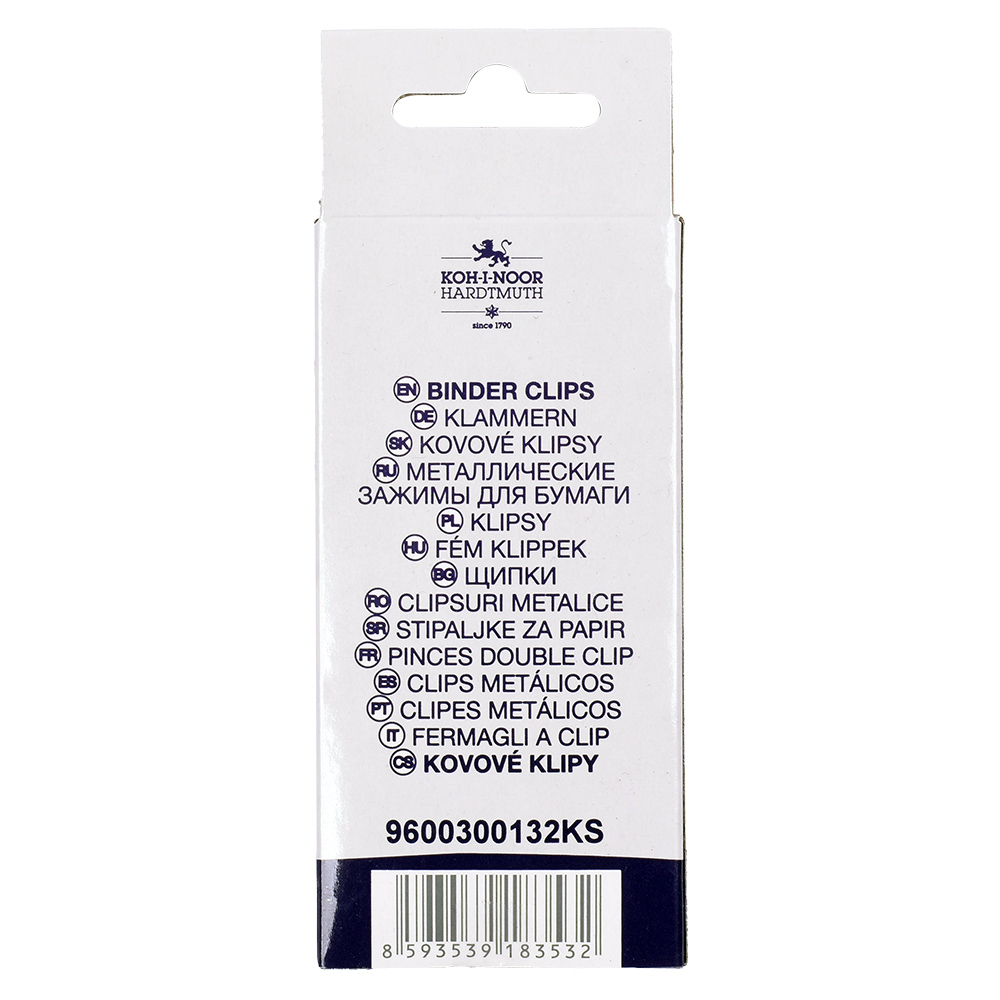 KOH-I-NOOR
HARDTMUTH
since 1790
EN BINDER CLIPS
DE KLAMMERN
SK KOVOVÉ KLIPSY
RU МЕТАЛЛИЧЕСКИЕ
ЗАЖИМЫ ДЛЯ БУМАГИ
PL KLIPSY
HU FÉM KLIPPEK
BG ЩИПКИ
RO CLIPSURI METALICE
SR STIPALJKE ZA PAPIR
FR PINCES DOUBLE CLIP
ES CLIPS METÁLICOS
PT CLIPES METÁLICOS
IT FERMAGLI A CLIP
CS KOVOVÉ KLIPY
9600300132KS
8 593539 183532